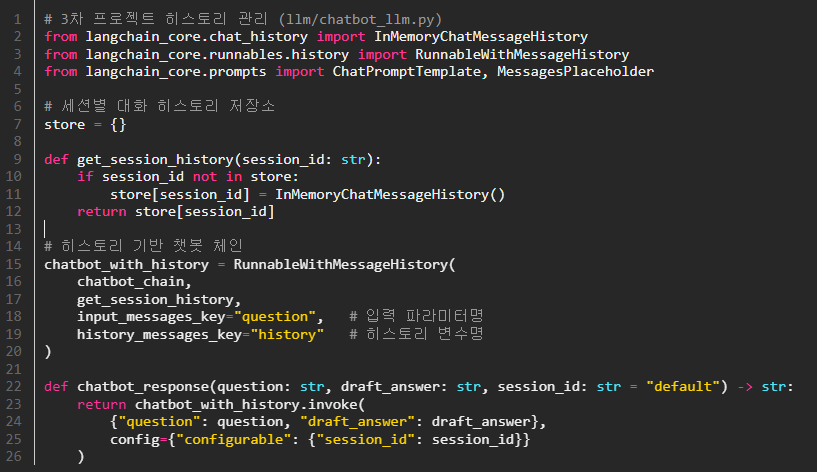 1 # 3차 프로젝트 히스토리 관리 (llm/chatbot_llm.py)
2 from langchain_core.chat_history import InMemoryChatMessageHistory
3 from langchain_core.runnables.history import RunnableWithMessageHistory
4 from langchain_core.prompts import ChatPromptTemplate, MessagesPlaceholder
5
6 # 세션별 대화 히스토리 저장소
7 store = {}
8
9 def get_session_history(session_id: str):
10     if session_id not in store:
11         store[session_id] = InMemoryChatMessageHistory()
12     return store[session_id]
13
14 # 히스토리 기반 챗봇 체인
15 chatbot_with_history = RunnableWithMessageHistory(
16     chatbot_chain,
17     get_session_history,
18     input_messages_key="question",   # 입력 파라미터명
19     history_messages_key="history"   # 히스토리 변수명
20 )
21
22 def chatbot_response(question: str, draft_answer: str, session_id: str = "default") -> str:
23     return chatbot_with_history.invoke(
24         {"question": question, "draft_answer": draft_answer},
25         config={"configurable": {"session_id": session_id}}
26     )